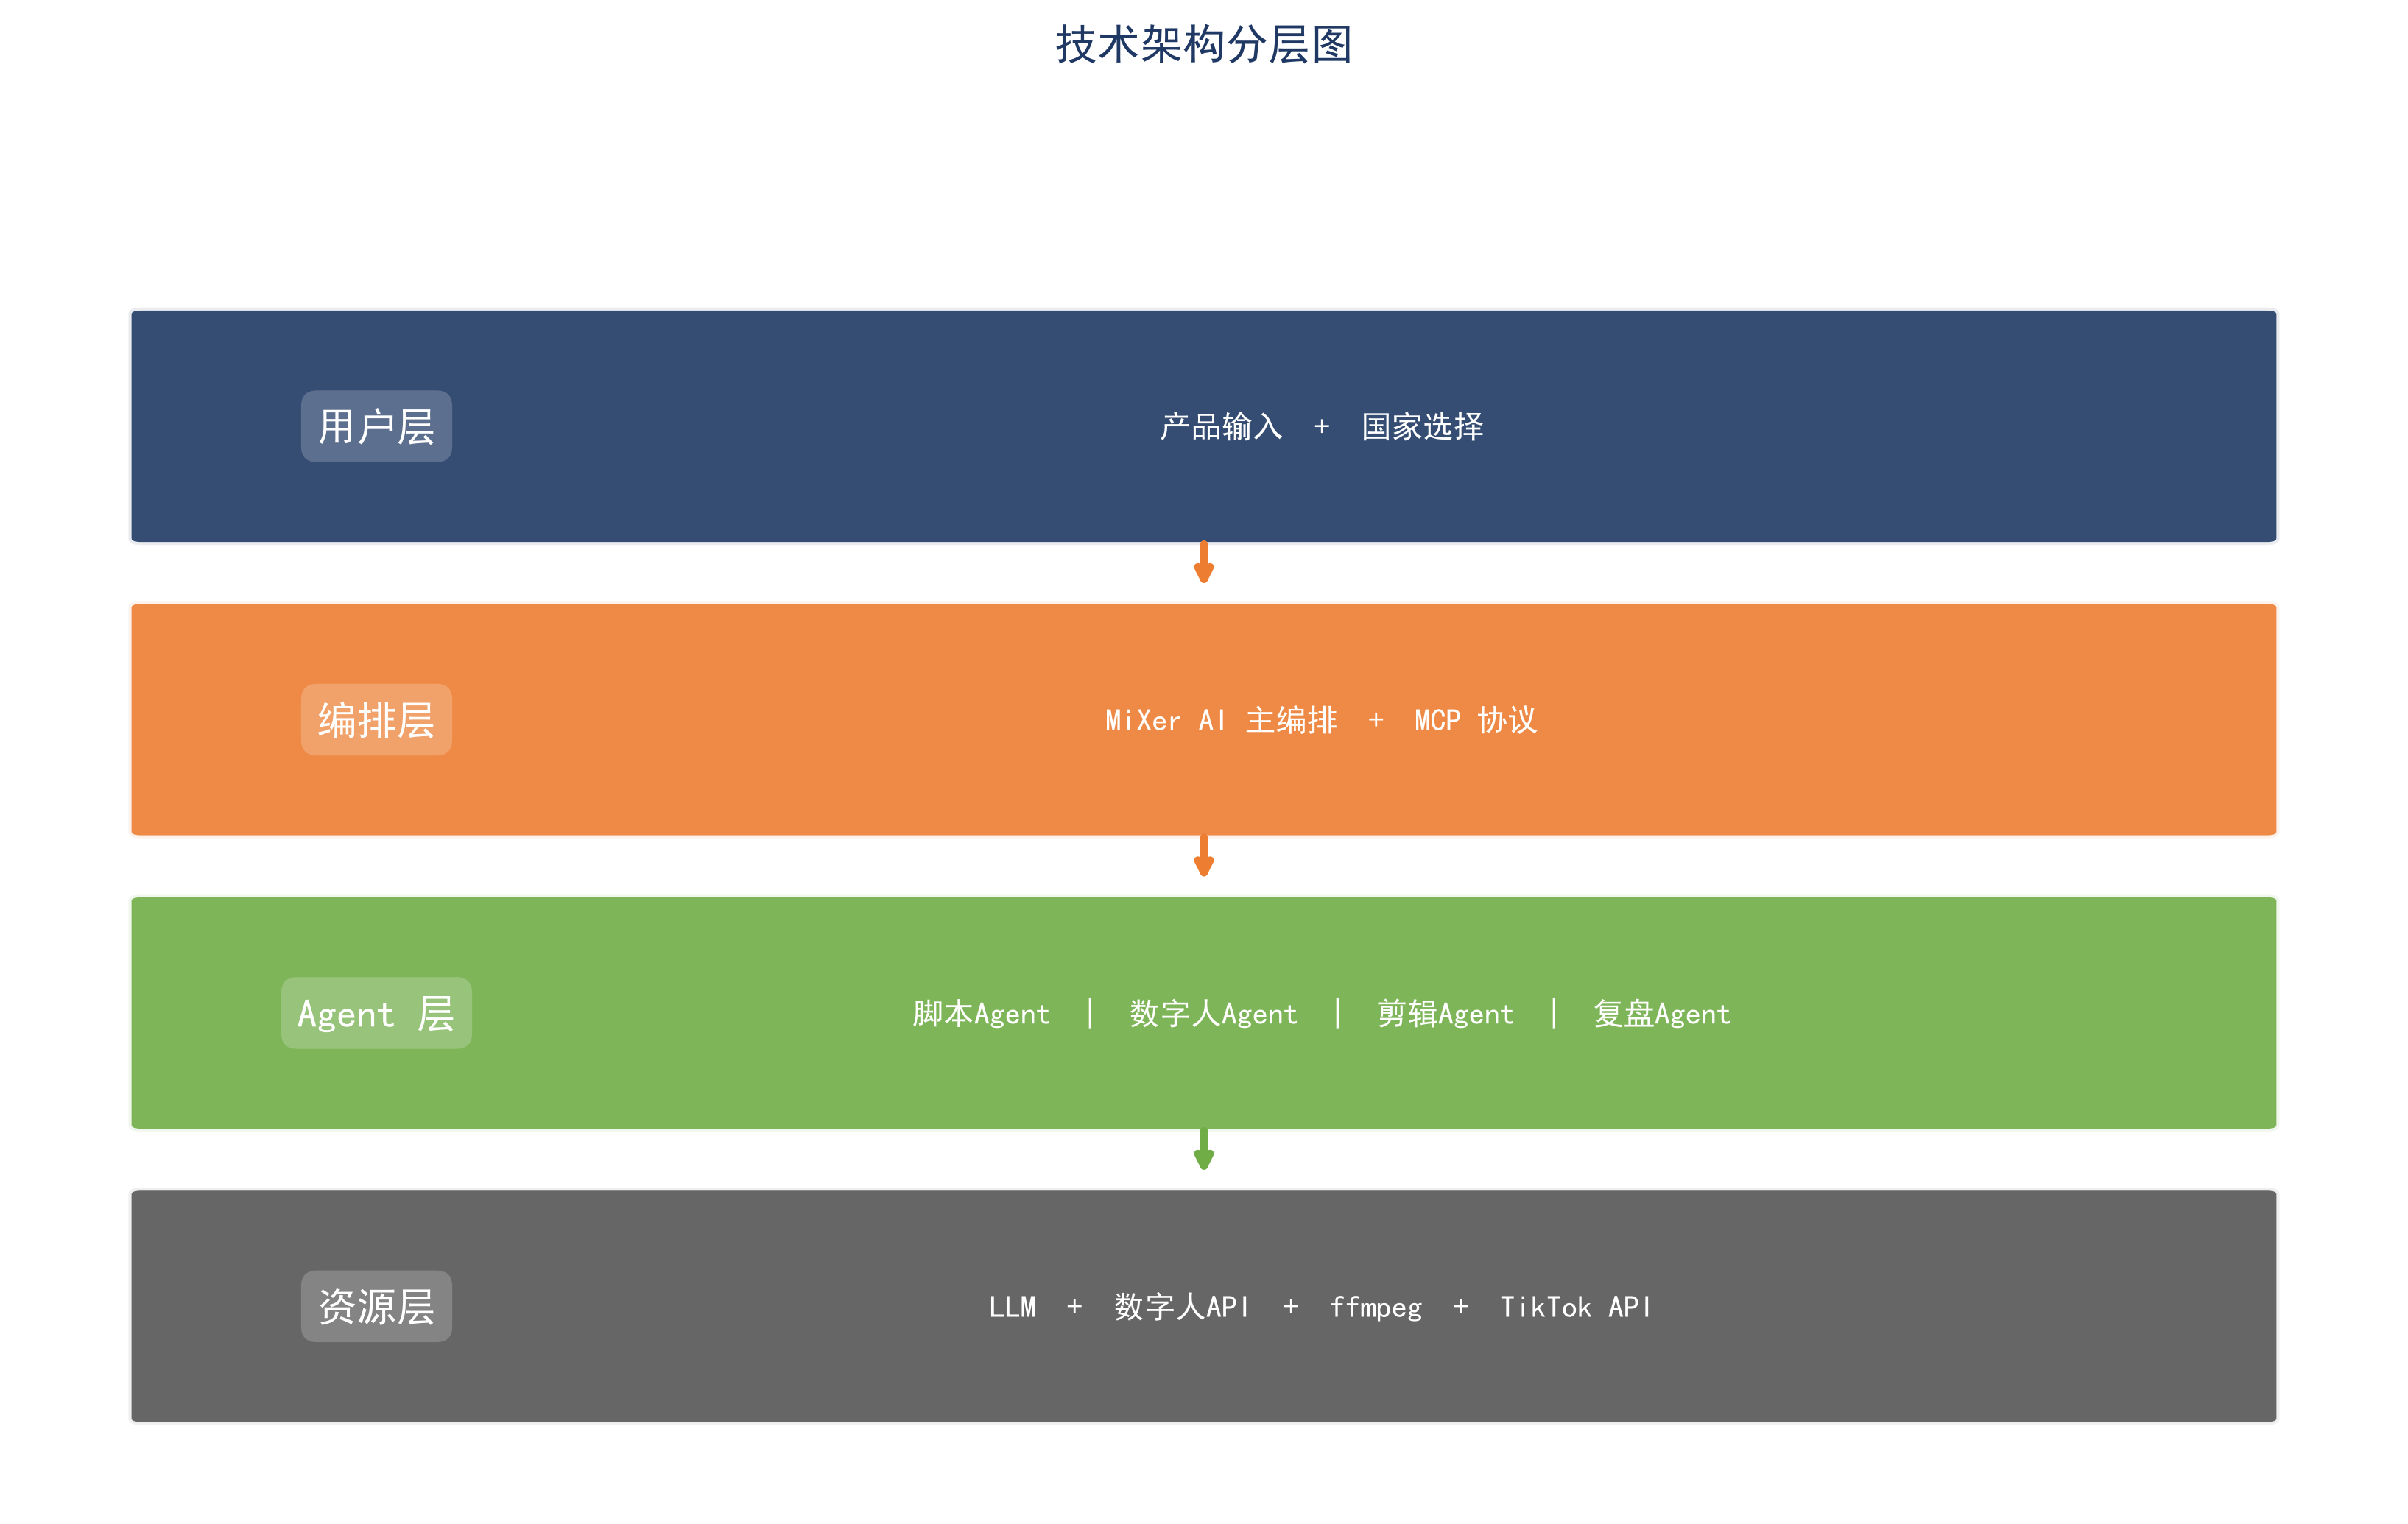 技术架构分层图
用户层
产品输入 + 国家选择
编排层
MiXer AI 主编排 + MCP 协议
Agent 层
脚本Agent | 数字人Agent | 剪辑Agent | 复盘Agent
资源层
LLM + 数字人API + ffmpeg + TikTok API